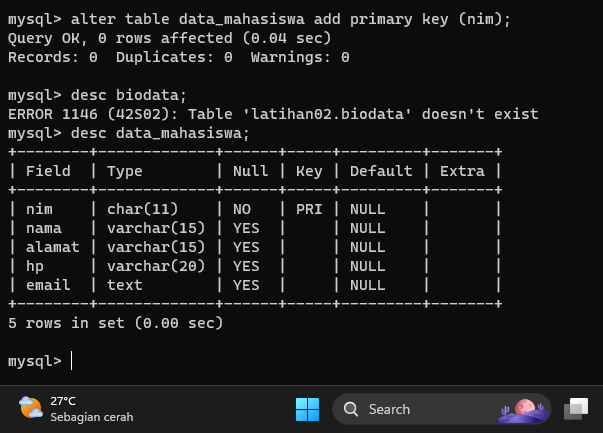 mysql> alter table data_mahasiswa add primary key (nim);
Query OK, 0 rows affected (0.04 sec)
Records: 0  Duplicates: 0  Warnings: 0

mysql> desc biodata;
ERROR 1146 (42S02): Table 'latihan02.biodata' doesn't exist
mysql> desc data_mahasiswa;
+--------+-------------+------+-----+---------+-------+
| Field  | Type        | Null | Key | Default | Extra |
+--------+-------------+------+-----+---------+-------+
| nim    | char(11)    | NO   | PRI | NULL    |       |
| nama   | varchar(15) | YES  |     | NULL    |       |
| alamat | varchar(15) | YES  |     | NULL    |       |
| hp     | varchar(20) | YES  |     | NULL    |       |
| email  | text        | YES  |     | NULL    |       |
+--------+-------------+------+-----+---------+-------+
5 rows in set (0.00 sec)

mysql>
27°C
Sebagian cerah
Search